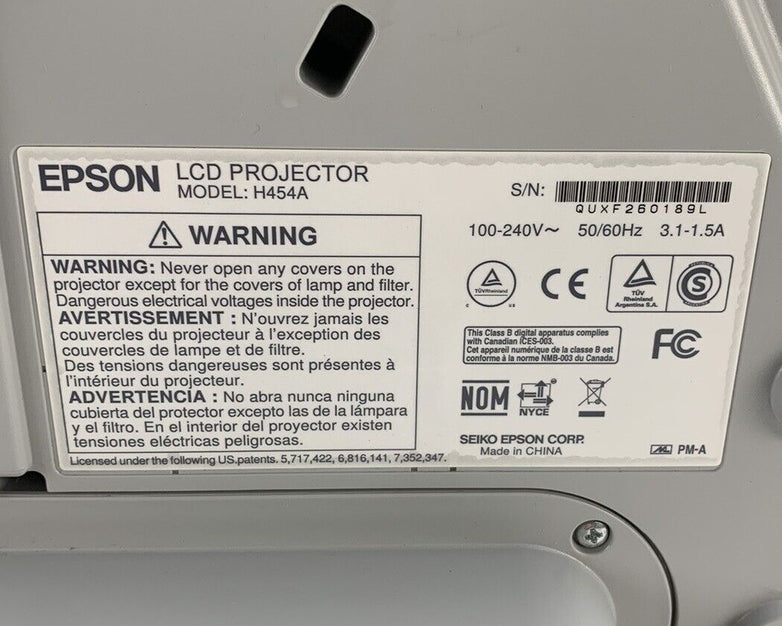 EPSON LCD PROJECTOR
MODEL: H454A
S/N:
QUXF260189L
100-240V~ 50/60Hz 3.1-1.5A
WARNING
WARNING: Never open any covers on the
projector except for the covers of lamp and filter.
Dangerous electrical voltages inside the projector.
AVERTISSEMENT : N'ouvrez jamais les
couvercles du projecteur à l'exception des
couvercles de lampe et de filtre.
Des tensions dangereuses sont présentes à
l'intérieur du projecteur.
ADVERTENCIA : No abra nunca ninguna
cubierta del protector excepto las de la lámpara
y el filtro. En el interior del proyector existen
tensiones eléctricas peligrosas.
Licensed under the following US.patents. 5,717,422, 6,816,141, 7,352,347.
TÜVRheinland
C US
CE
TÜV
Rheinland
Argentina S.A.
S
This Class B digital apparatus complies
with Canadian ICES-003.
Cet appareil numérique de la classe B est
conforme à la norme NMB-003 du Canada.
FC
NOM
NYCE
SEIKO EPSON CORP.
Made in CHINA
PM-A